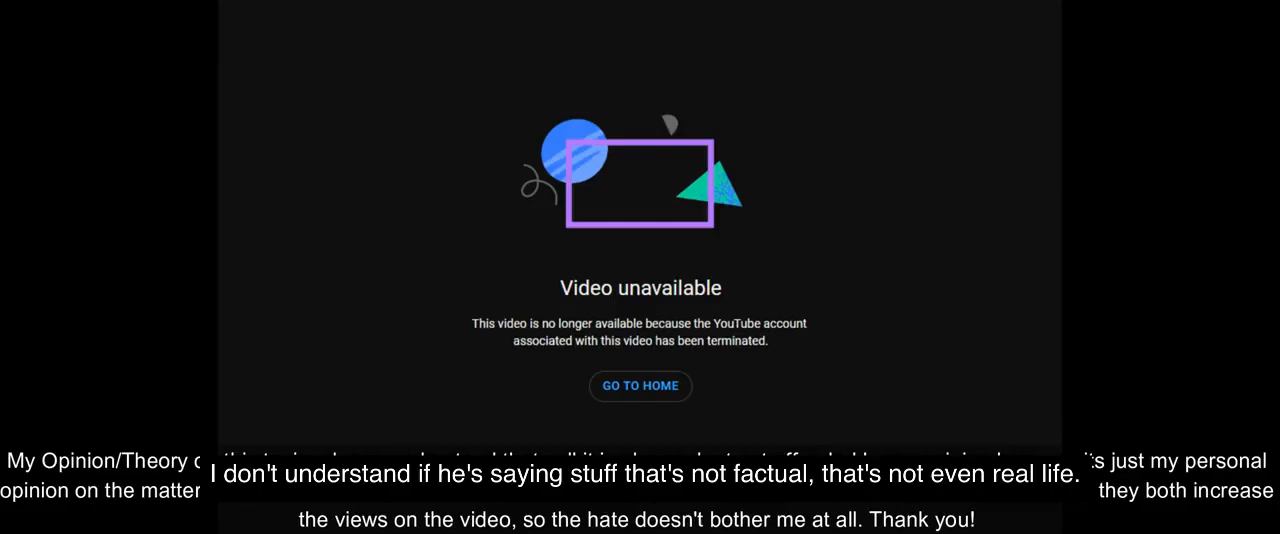 Video unavailable
This video is no longer available because the YouTube account
associated with this video has been terminated.
GO TO HOME
My Opinion/Theory its just my personal
I don't understand if he's saying stuff that's not factual, that's not even real life.
opinion on the matter they both increase
the views on the video, so the hate doesn't bother me at all. Thank you!